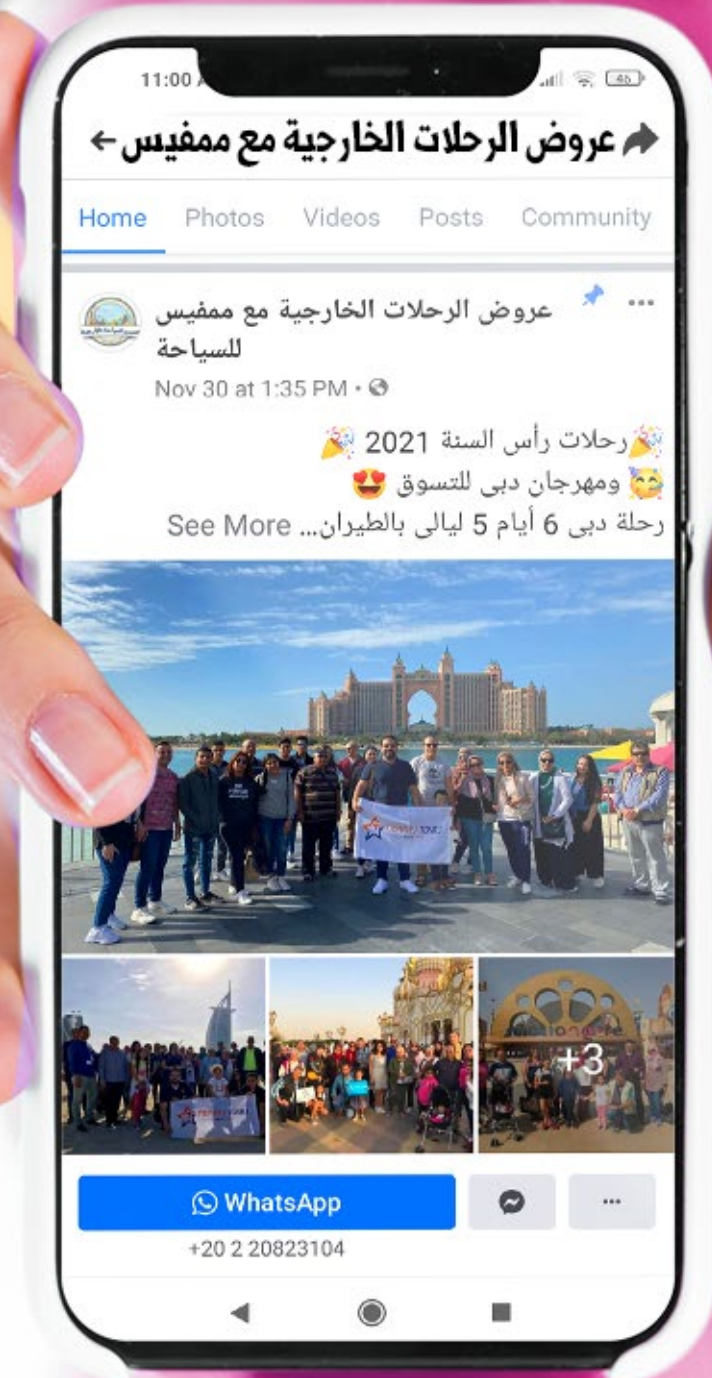 11:00
46
عروض الرحلات الخارجية مع ممفيس
Home Photos Videos Posts Community
عروض الرحلات الخارجية مع ممفيس
للسياحة
Nov 30 at 1:35 PM
🎉رحلات رأس السنة 2021 🎉
🥳 ومهرجان دبى للتسوق 😍
رحلة دبى 6 أيام 5 ليالى بالطيران... See More
+3
WhatsApp
+20 2 20823104